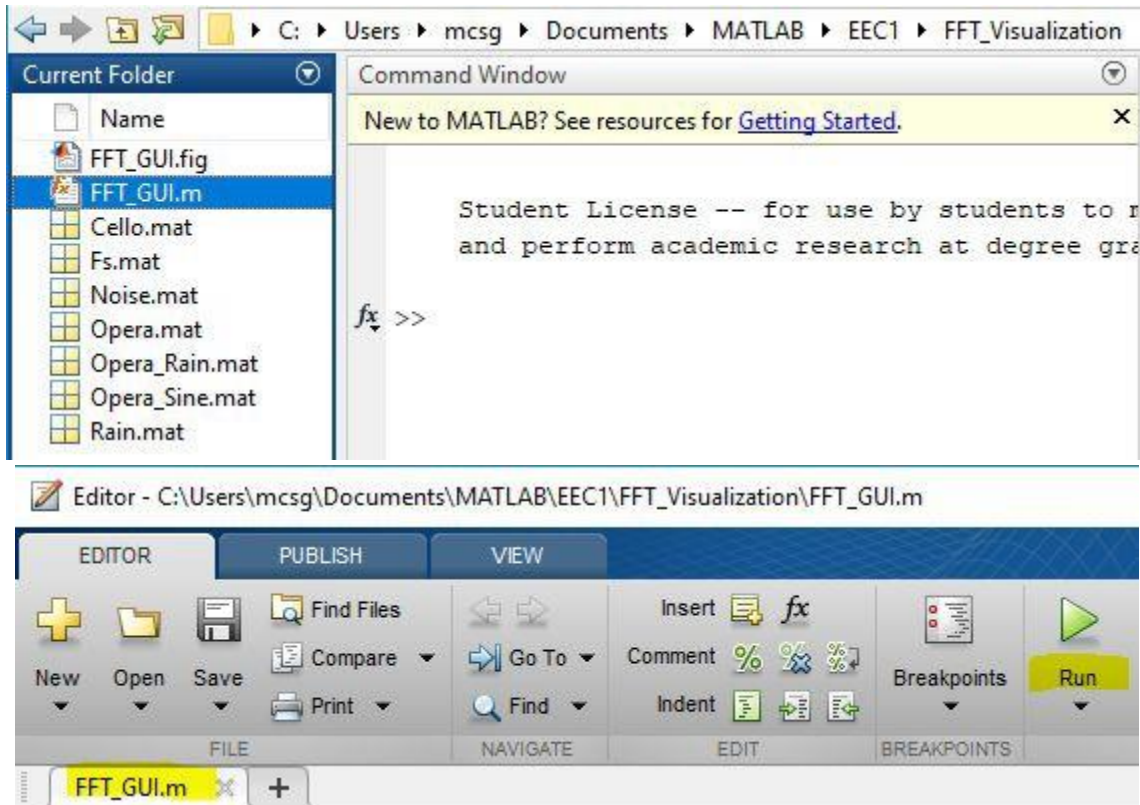 C: Users mcsg Documents MATLAB EEC1 FFT_Visualization
Current Folder
Name
FFT_GUI.fig
FFT_GUI.m
Cello.mat
Fs.mat
Noise.mat
Opera.mat
Opera_Rain.mat
Opera_Sine.mat
Rain.mat
Command Window
New to MATLAB? See resources for Getting Started.
Student License -- for use by students to
and perform academic research at degree
fx >>
Editor - C:\Users\mcsg\Documents\MATLAB\EEC1\FFT_Visualization\FFT_GUI.m
EDITOR PUBLISH VIEW
New Open Save
Find Files
Compare
Print
FILE
Go To
Find
NAVIGATE
Insert fx
Comment
Indent
EDIT
Breakpoints
BREAKPOINTS
Run
FFT_GUI.m